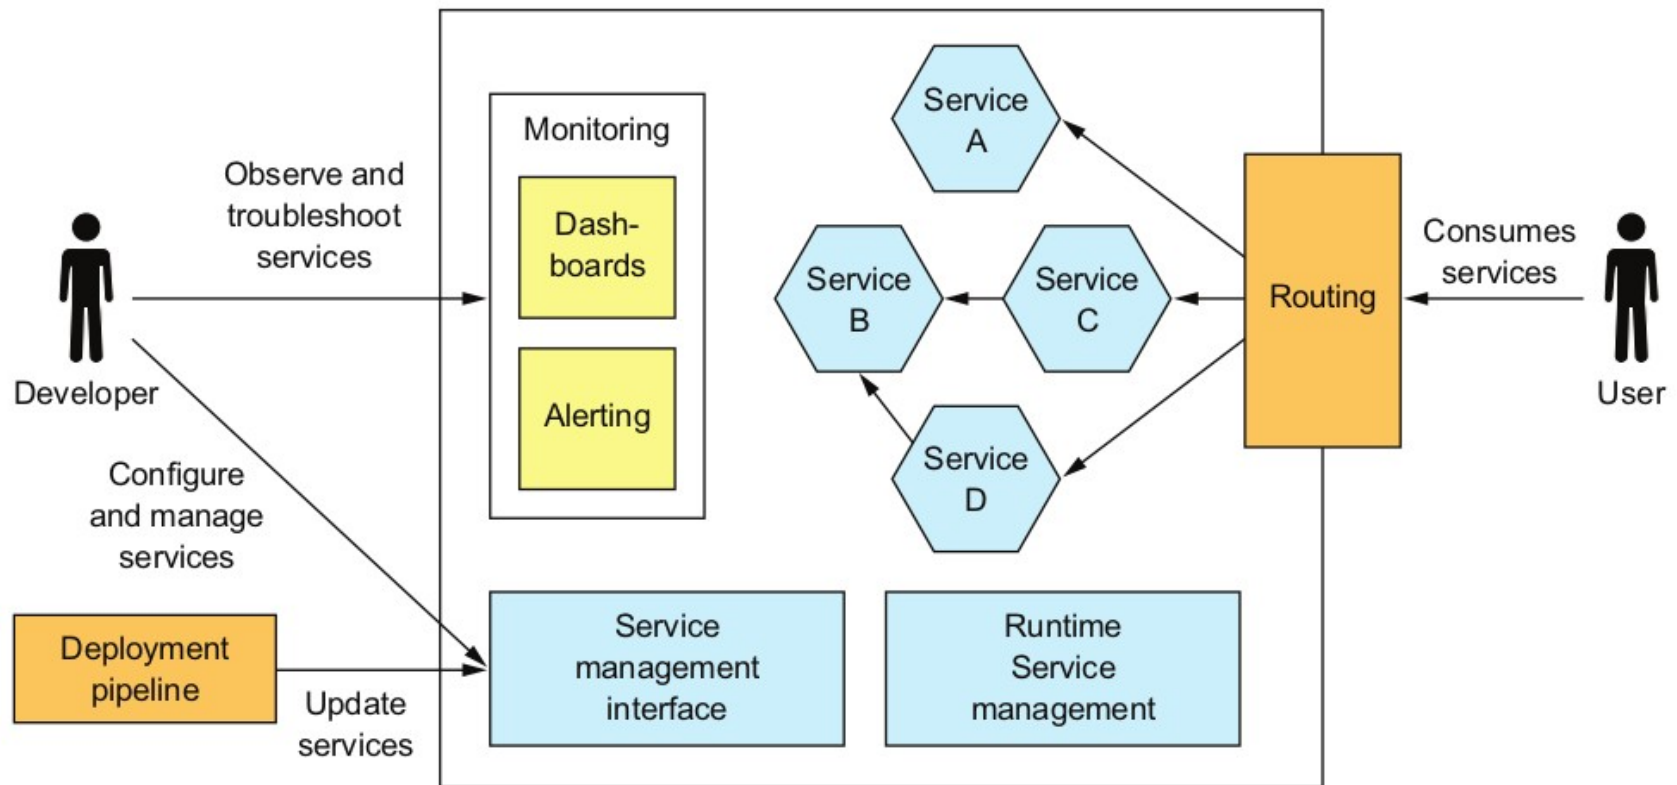 Service
A
Monitoring
Observe and
troubleshoot
services
Dash-
boards
Consumes
services
Service
B
Service
C
Routing
Developer
User
Alerting
Service
D
Configure
and manage
services
Deployment
pipeline
Update
services
Service
management
interface
Runtime
Service
management